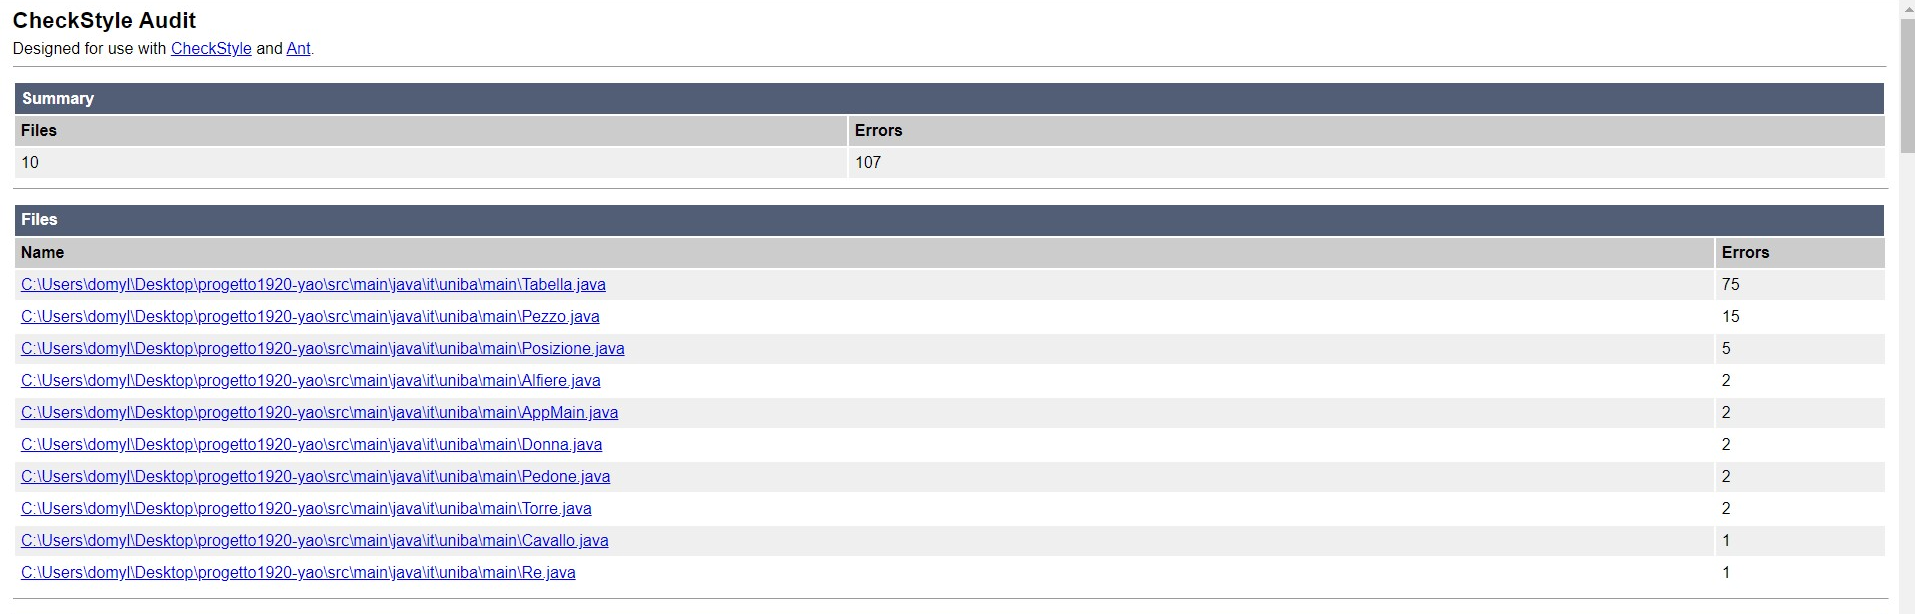 CheckStyle Audit
Designed for use with CheckStyle and Ant.
Summary
Files Errors
10 107
Files
Name Errors
C:\Users\domyl\Desktop\progetto1920-yao\src\main\java\it\uniba\main\Tabella.java 75
C:\Users\domyl\Desktop\progetto1920-yao\src\main\java\it\uniba\main\Pezzo.java 15
C:\Users\domyl\Desktop\progetto1920-yao\src\main\java\it\uniba\main\Posizione.java 5
C:\Users\domyl\Desktop\progetto1920-yao\src\main\java\it\uniba\main\Alfiere.java 2
C:\Users\domyl\Desktop\progetto1920-yao\src\main\java\it\uniba\main\AppMain.java 2
C:\Users\domyl\Desktop\progetto1920-yao\src\main\java\it\uniba\main\Donna.java 2
C:\Users\domyl\Desktop\progetto1920-yao\src\main\java\it\uniba\main\Pedone.java 2
C:\Users\domyl\Desktop\progetto1920-yao\src\main\java\it\uniba\main\Torre.java 2
C:\Users\domyl\Desktop\progetto1920-yao\src\main\java\it\uniba\main\Cavallo.java 1
C:\Users\domyl\Desktop\progetto1920-yao\src\main\java\it\uniba\main\Re.java 1